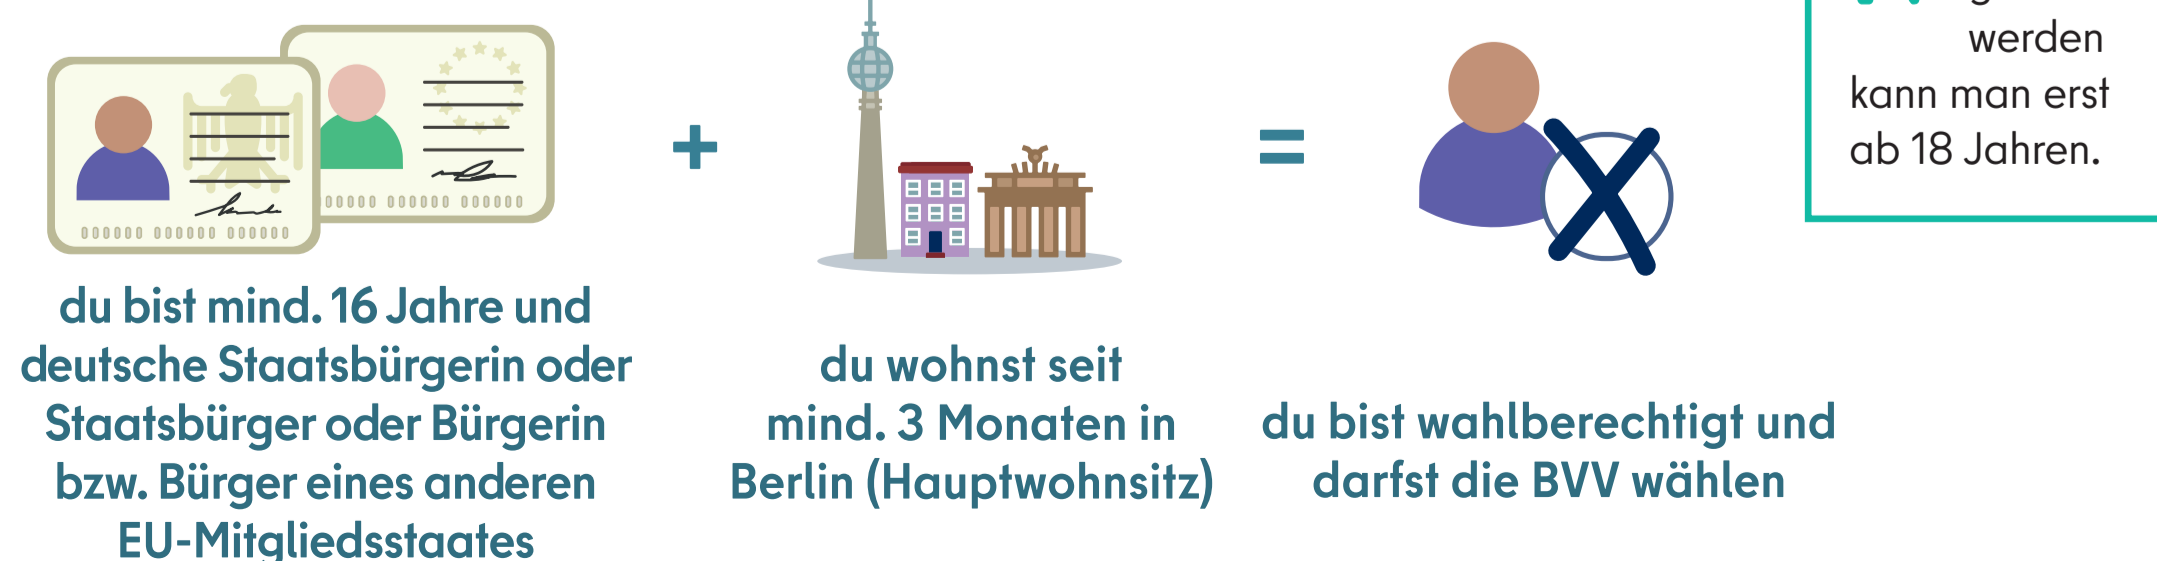 werden
kann man erst
ab 18 Jahren.
du bist mind. 16 Jahre und
deutsche Staatsbürgerin oder
Staatsbürger oder Bürgerin
bzw. Bürger eines anderen
EU-Mitgliedsstaates
du wohnst seit
mind. 3 Monaten in
Berlin (Hauptwohnsitz)
du bist wahlberechtigt und
darfst die BVV wählen